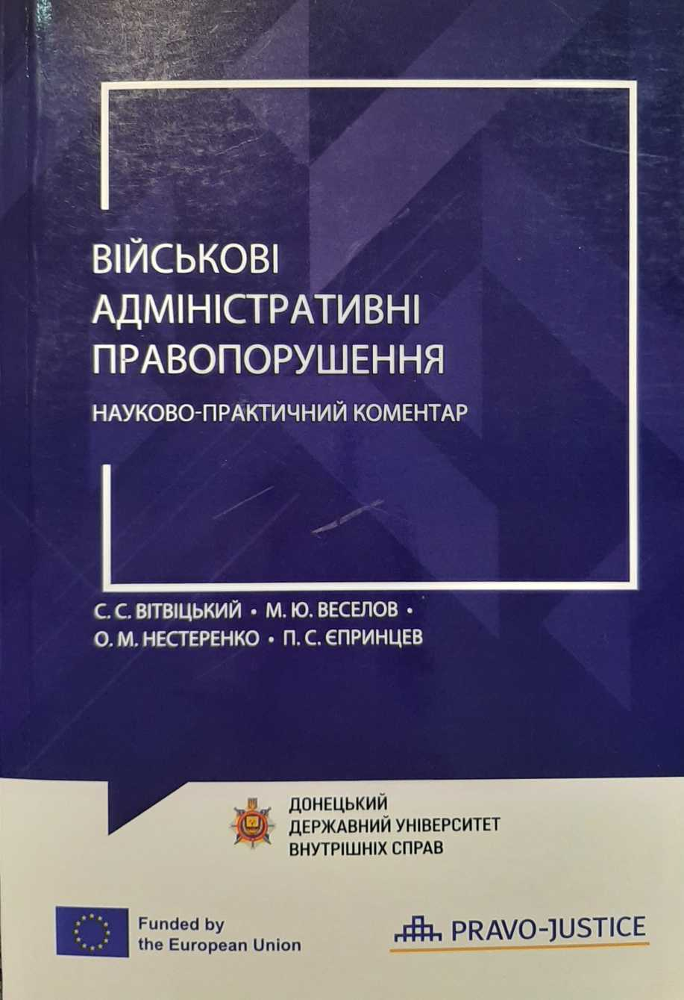 ВІЙСЬКОВІ
АДМІНІСТРАТИВНІ
ПРАВОПОРУШЕННЯ
НАУКОВО-ПРАКТИЧНИЙ КОМЕНТАР
С. С. ВІТВІЦЬКИЙ • М. Ю. ВЕСЕЛОВ •
О. М. НЕСТЕРЕНКО • П. С. ЄПРИНЦЕВ
ДОНЕЦЬКИЙ
ДЕРЖАВНИЙ УНІВЕРСИТЕТ
ВНУТРІШНІХ СПРАВ
Funded by
the European Union
PRAVO-JUSTICE